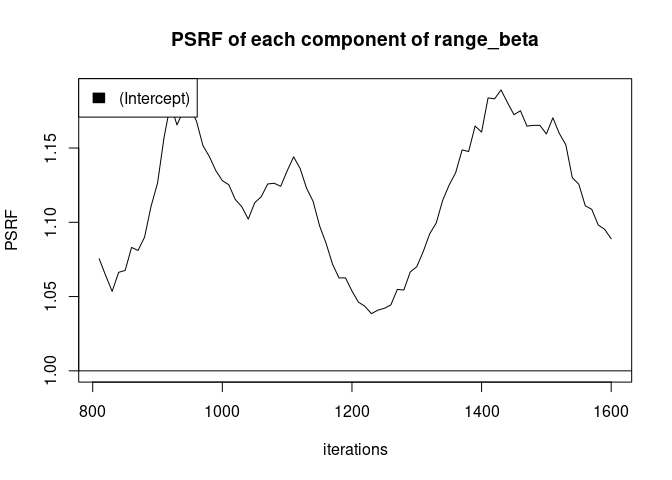 PSRF of each component of range_beta
(Intercept)
PSRF
1.15
1.10
1.05
1.00
800 1000 1200 1400 1600
iterations